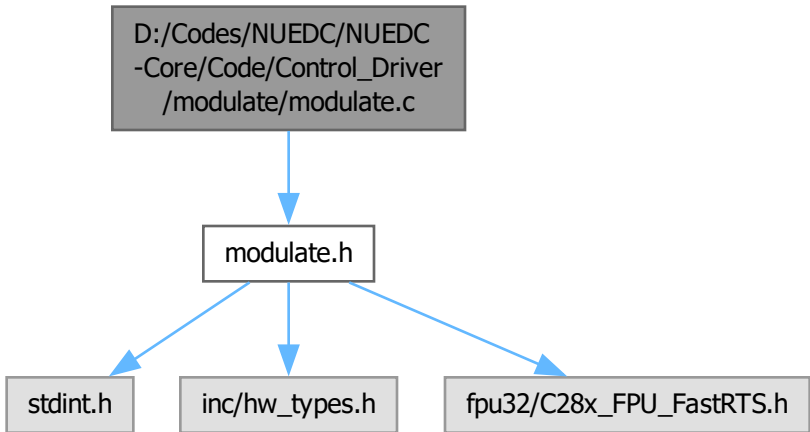 D:/Codes/NUEDC/NUEDC
-Core/Code/Control_Driver
/modulate/modulate.c
modulate.h
stdint.h
inc/hw_types.h
fpu32/C28x_FPU_FastRTS.h